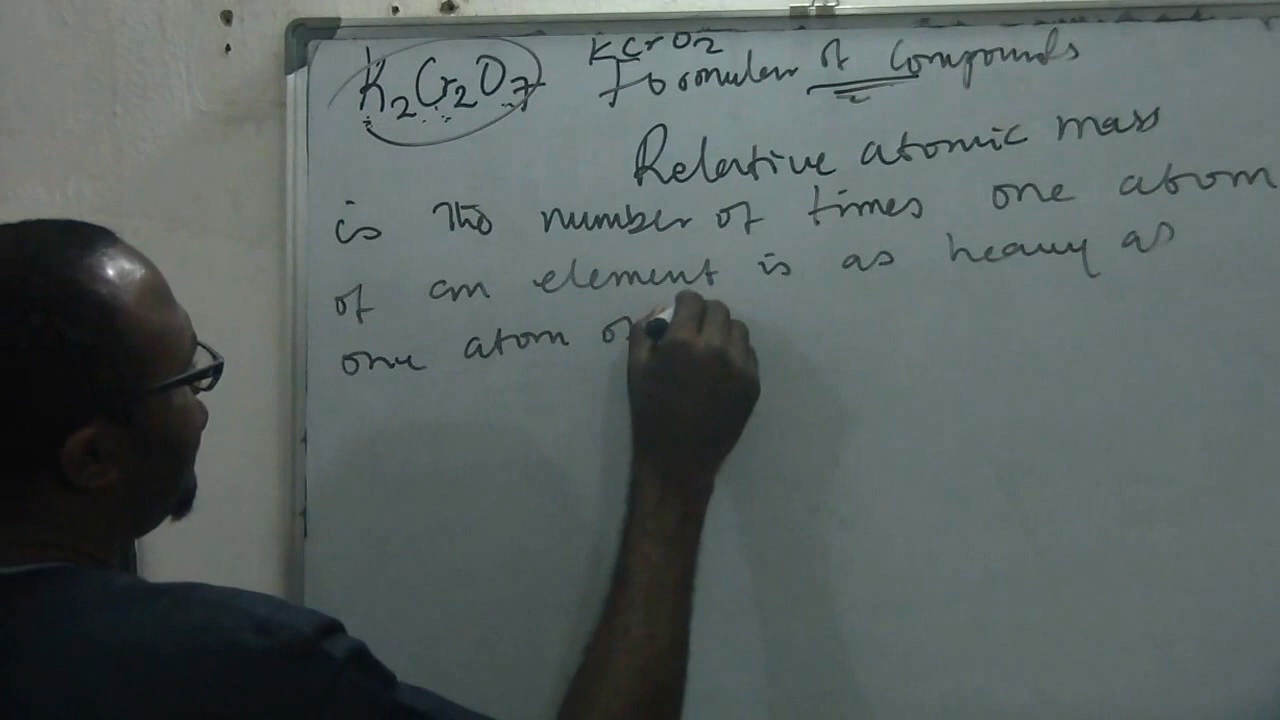 K₂Cr₂O₇ KCrO₂
Formular of Compounds
Relative atomic mass
is the number of times one atom
of an element is as heavy as
one atom of